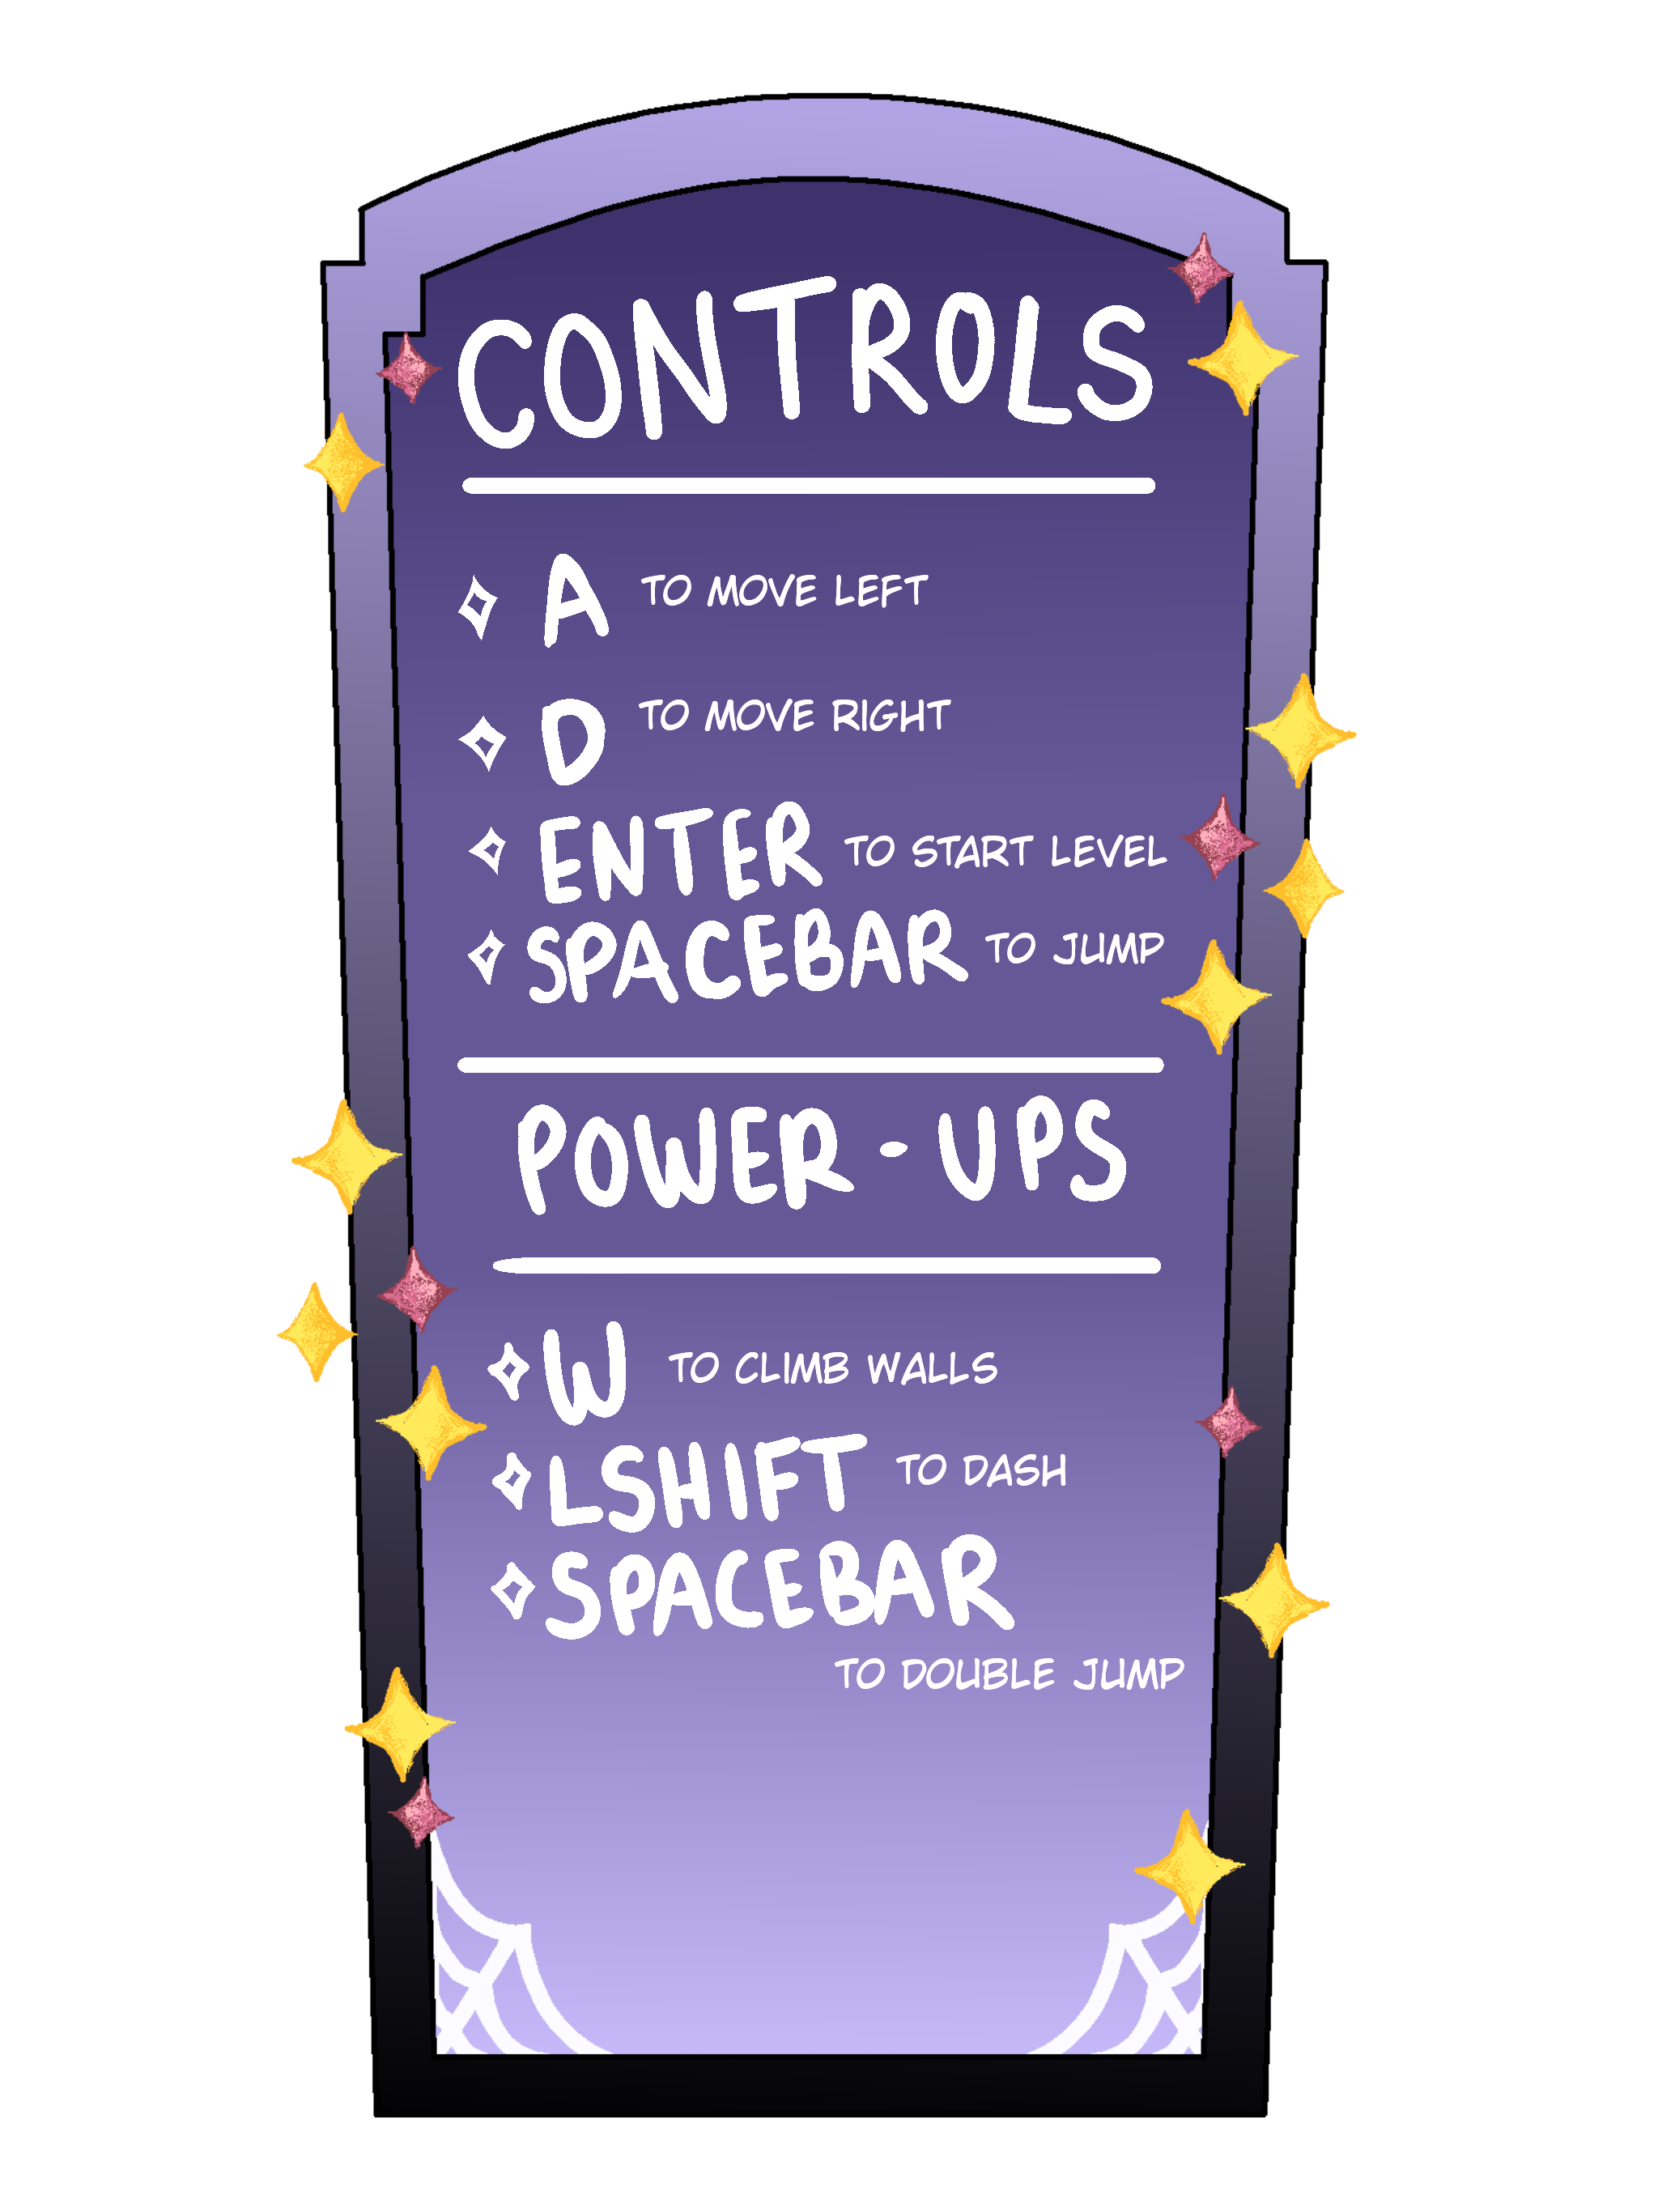 CONTROLS
A TO MOVE LEFT
D TO MOVE RIGHT
ENTER TO START LEVEL
SPACEBAR TO JUMP
POWER-UPS
W TO CLIMB WALLS
LSHIFT TO DASH
SPACEBAR
TO DOUBLE JUMP